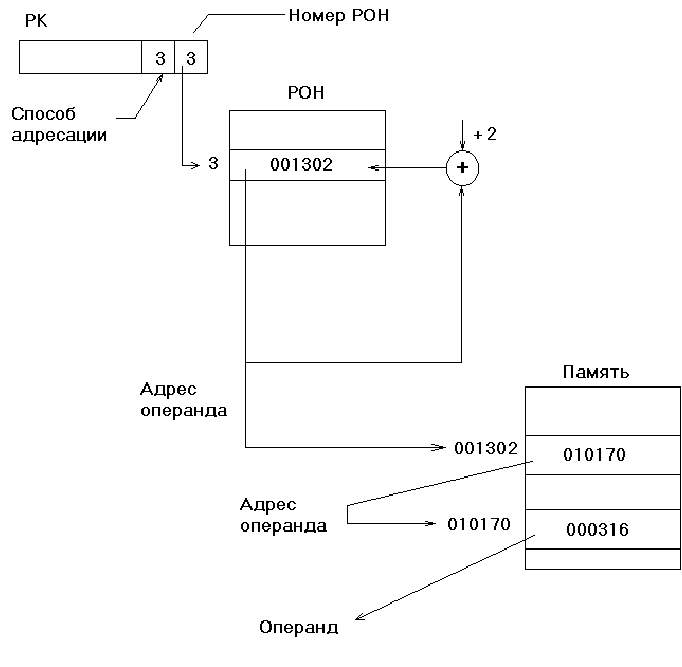 РК
Номер РОН
3 3
Способ
адресации
РОН
+ 2
3
001302
+
Адрес
операнда
Память
001302
010170
Адрес
операнда
010170
000316
Операнд